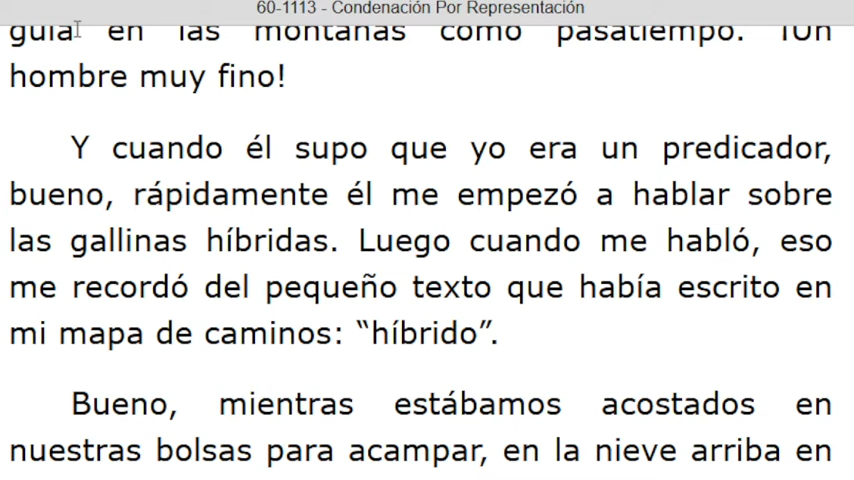 60-1113 - Condenación Por Representación
guía en las montañas como pasatiempo. ¡Un
hombre muy fino!
Y cuando él supo que yo era un predicador,
bueno, rápidamente él me empezó a hablar sobre
las gallinas híbridas. Luego cuando me habló, eso
me recordó del pequeño texto que había escrito en
mi mapa de caminos: “híbrido”.
Bueno, mientras estábamos acostados en
nuestras bolsas para acampar, en la nieve arriba en